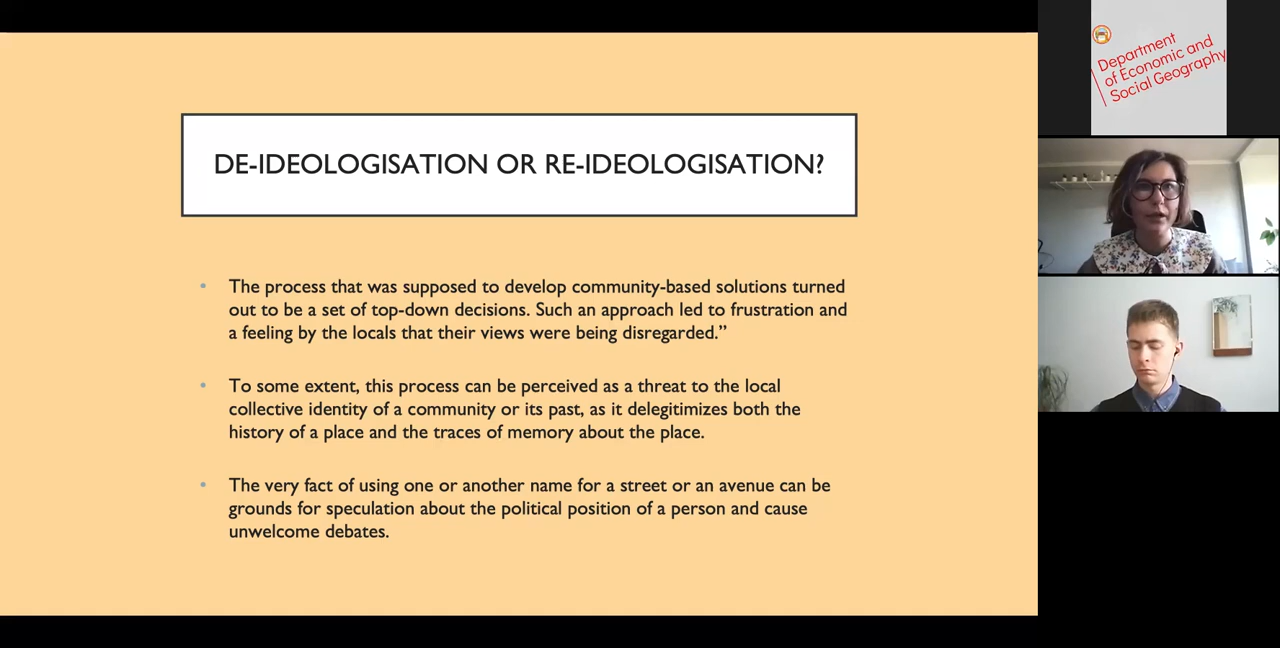 DE-IDEOLOGISATION OR RE-IDEOLOGISATION?
• The process that was supposed to develop community-based solutions turned
out to be a set of top-down decisions. Such an approach led to frustration and
a feeling by the locals that their views were being disregarded.”
• To some extent, this process can be perceived as a threat to the local
collective identity of a community or its past, as it delegitimizes both the
history of a place and the traces of memory about the place.
• The very fact of using one or another name for a street or an avenue can be
grounds for speculation about the political position of a person and cause
unwelcome debates.
Department
of Economic and
Social Geography